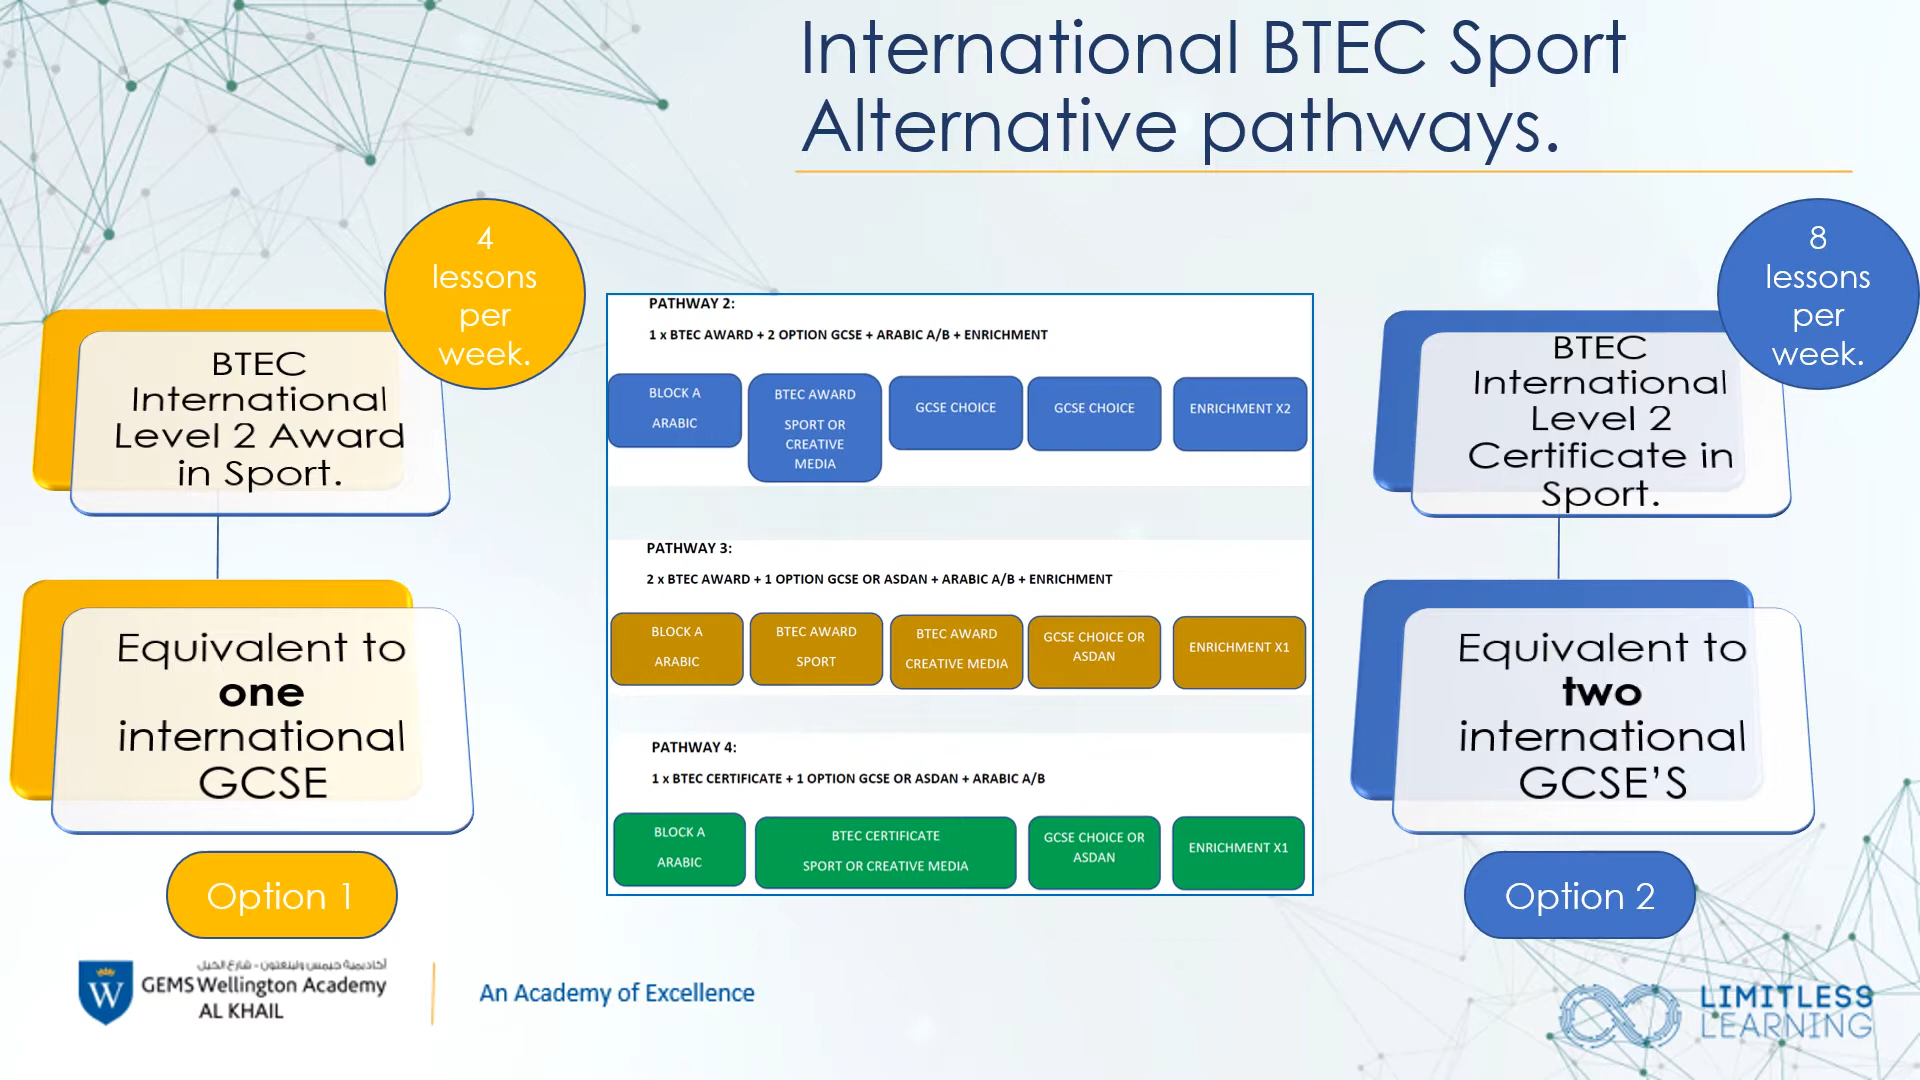 International BTEC Sport
Alternative pathways.
4
lessons
per
week.
BTEC
International
Level 2 Award
in Sport.
Equivalent to
one
international
GCSE
Option 1
PATHWAY 2:
1 x BTEC AWARD + 2 OPTION GCSE + ARABIC A/B + ENRICHMENT
BLOCK A
ARABIC
BTEC AWARD
SPORT OR
CREATIVE
MEDIA
GCSE CHOICE
GCSE CHOICE
ENRICHMENT X2
PATHWAY 3:
2 x BTEC AWARD + 1 OPTION GCSE OR ASDAN + ARABIC A/B + ENRICHMENT
BLOCK A
ARABIC
BTEC AWARD
SPORT
BTEC AWARD
CREATIVE MEDIA
GCSE CHOICE OR
ASDAN
ENRICHMENT X1
PATHWAY 4:
1 x BTEC CERTIFICATE + 1 OPTION GCSE OR ASDAN + ARABIC A/B
BLOCK A
ARABIC
BTEC CERTIFICATE
SPORT OR CREATIVE MEDIA
GCSE CHOICE OR
ASDAN
ENRICHMENT X1
8
lessons
per
week.
BTEC
International
Level 2
Certificate in
Sport.
Equivalent to
two
international
GCSE’S
Option 2
W
أكاديمية جيمس ولينغتون - شارع الخيل
GEMS Wellington Academy
AL KHAIL
An Academy of Excellence
LIMITLESS
LEARNING